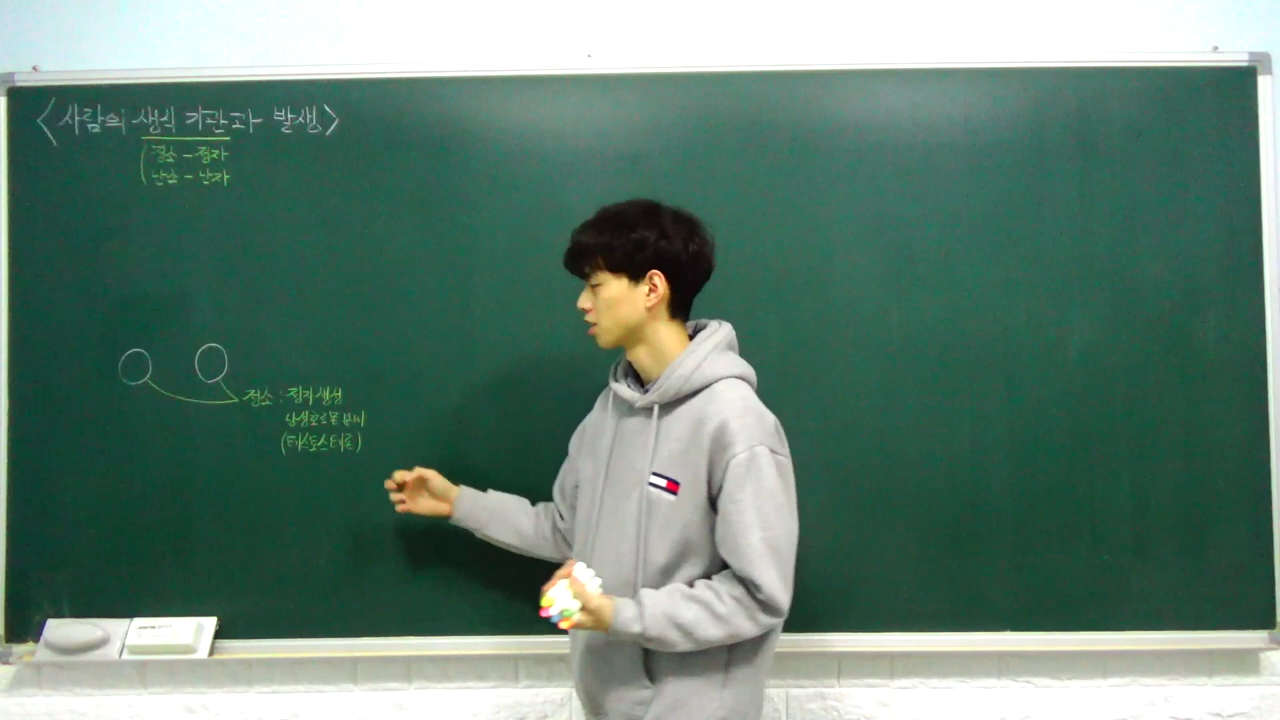 <사람의 생식 기관과 발생>
정소 - 정자
난소 - 난자
정소 : 정자 생성
남성호르몬 분비
(테스토스테론)